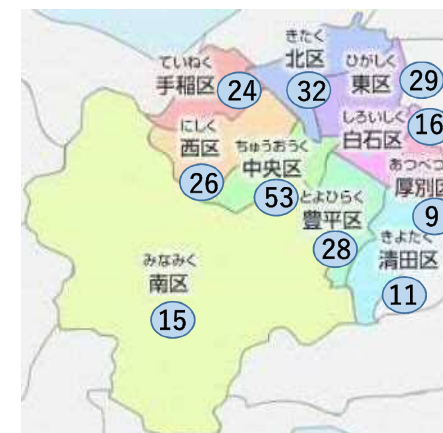 きたく
北区
32
ていねく
手稲区
24
ひがしく
東区
29
にしく
西区
26
ちゅうおうく
中央区
53
しろいしく
白石区
16
あつべつ
厚別区
9
とよひらく
豊平区
28
きよたく
清田区
11
みなみく
南区
15